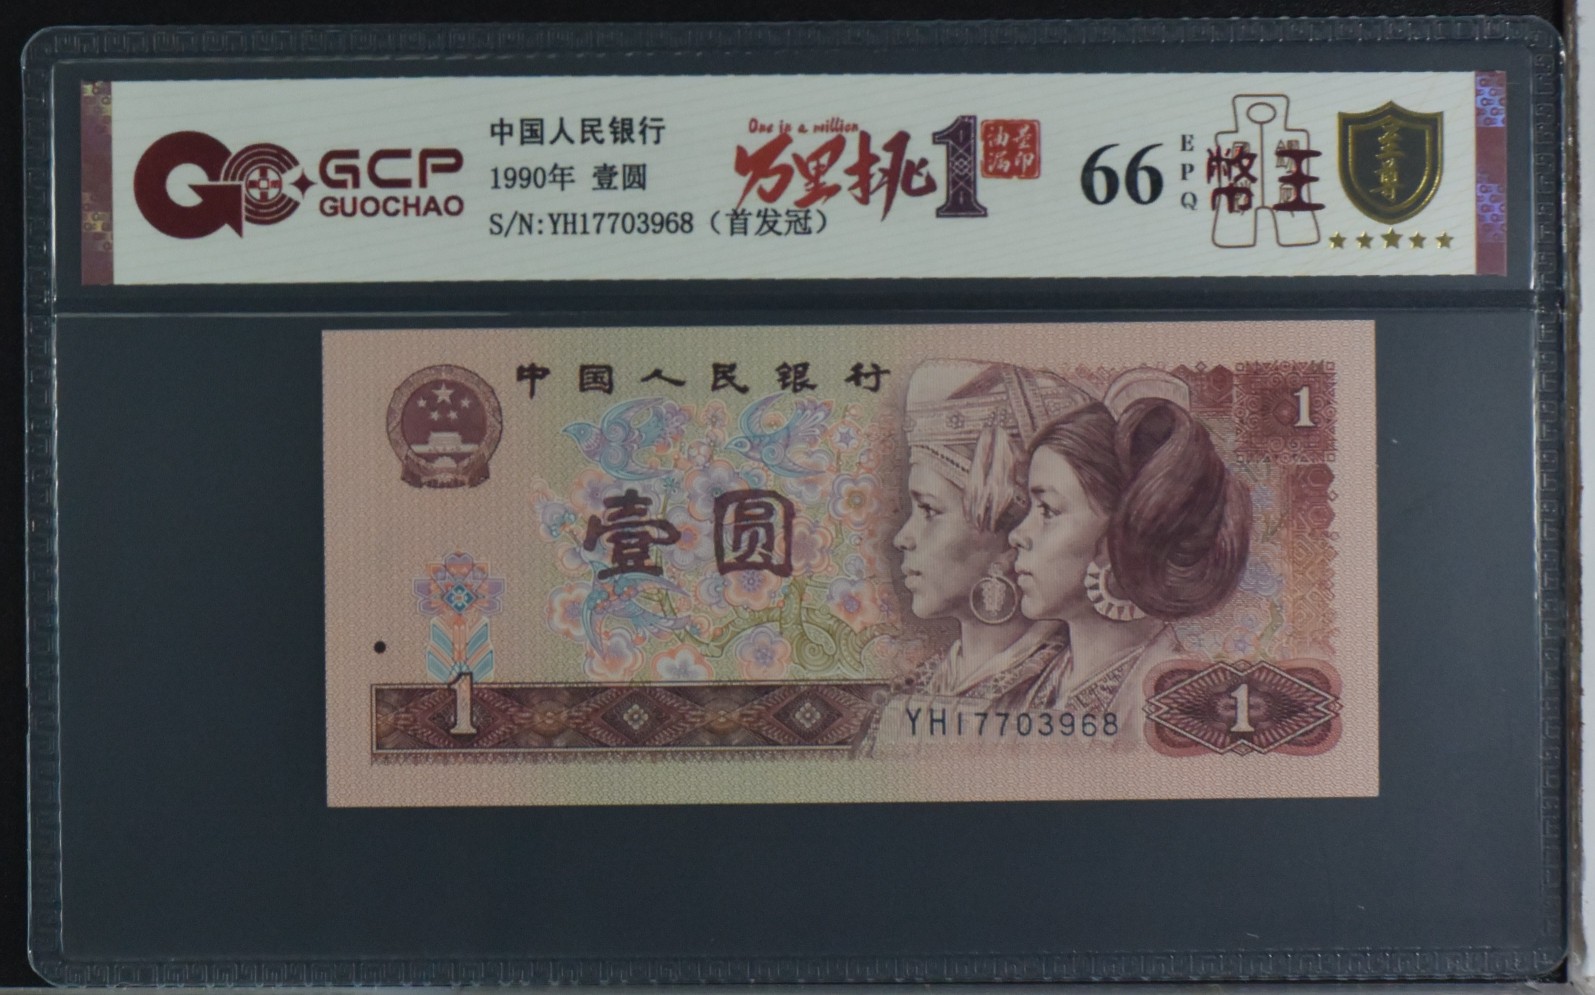 GCP
GUOCHAO
中国人民银行
1990年 壹圆
S/N:YH17703968（首发冠）
One in a million
万里挑1
66
EPQ
至尊
中国人民银行
1
壹圆
1
YH17703968
1